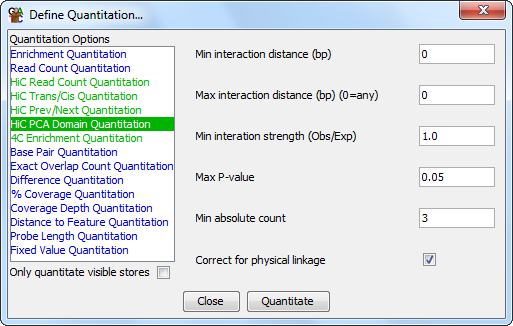 Define Quantitation...
Quantitation Options
Enrichment Quantitation
Read Count Quantitation
HiC Read Count Quantitation
HiC Trans/Cis Quantitation
HiC Prev/Next Quantitation
HiC PCA Domain Quantitation
4C Enrichment Quantitation
Base Pair Quantitation
Exact Overlap Count Quantitation
Difference Quantitation
% Coverage Quantitation
Coverage Depth Quantitation
Distance to Feature Quantitation
Probe Length Quantitation
Fixed Value Quantitation
Only quantitate visible stores
Min interaction distance (bp) 0
Max interaction distance (bp) (0=any) 0
Min interation strength (Obs/Exp) 1.0
Max P-value 0.05
Min absolute count 3
Correct for physical linkage
Close Quantitate